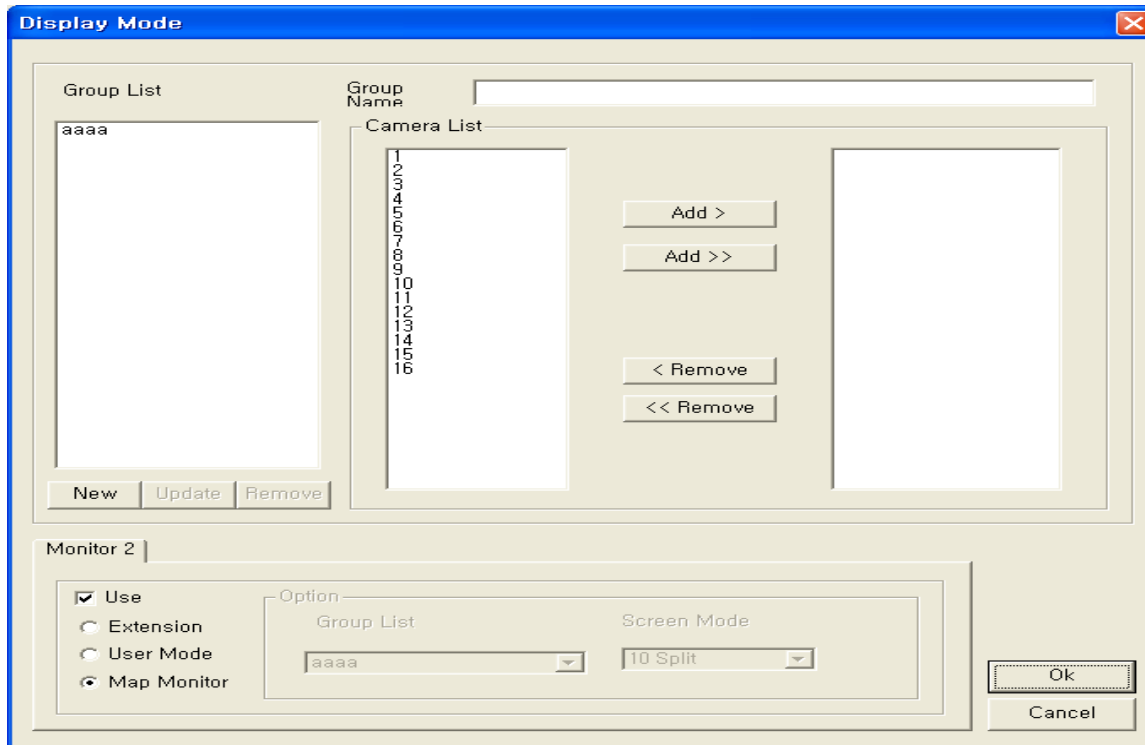 Display Mode
Group List
Group
Name
aaaa
Camera List
1
2
3
4
5
6
7
8
9
10
11
12
13
14
15
16
Add >
Add >>
< Remove
<< Remove
New Update Remove
Monitor 2
Use
Extension
User Mode
Map Monitor
Option
Group List Screen Mode
aaaa 10 Split
Ok
Cancel